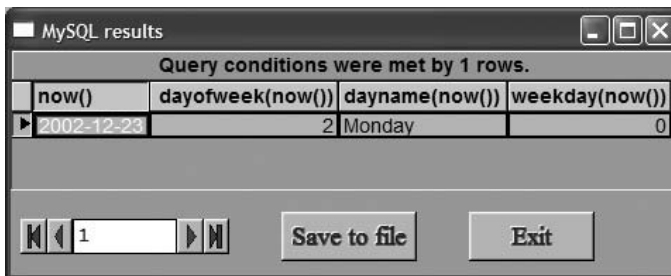 MySQL results
Query conditions were met by 1 rows.
now() dayofweek(now()) dayname(now()) weekday(now())
2002-12-23 2 Monday 0
1 Save to file Exit